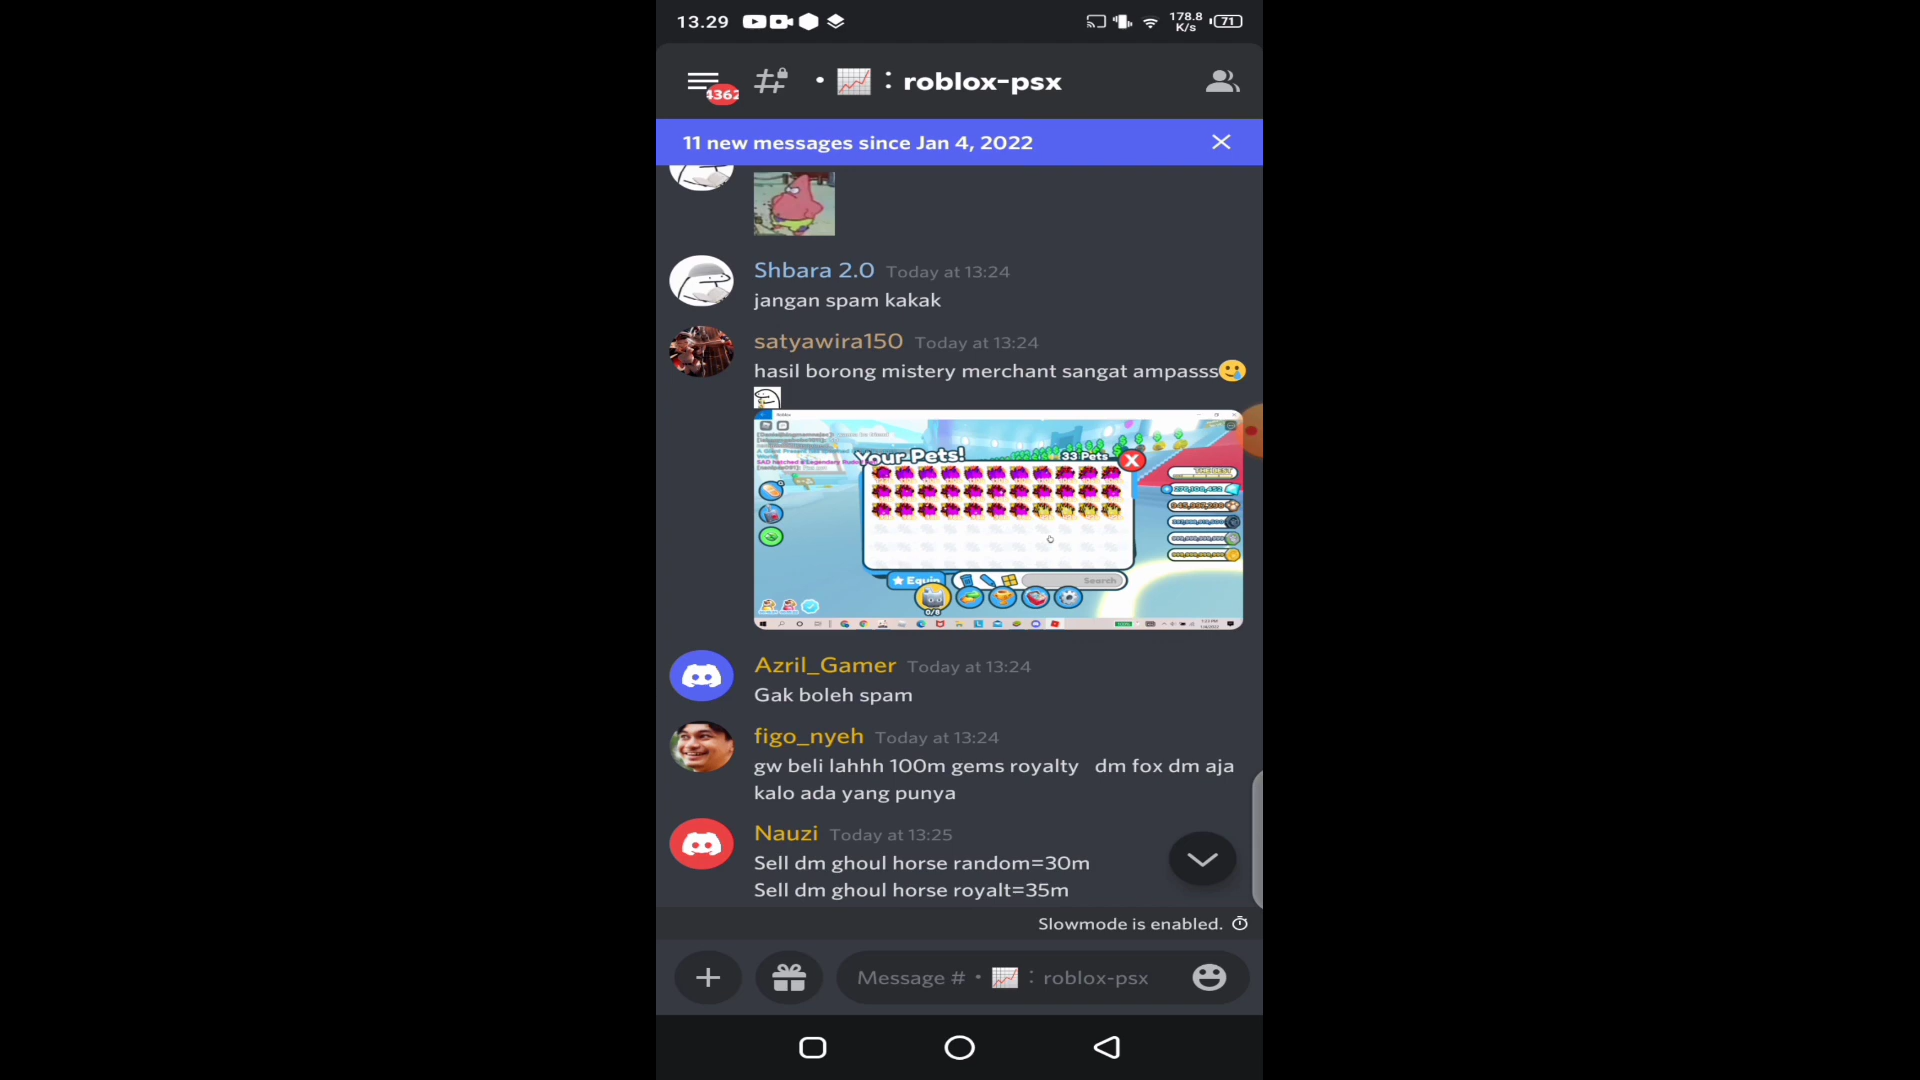 13.29
178.8
K/s
71
4362
• : roblox-psx
11 new messages since Jan 4, 2022
Shbara 2.0 Today at 13:24
jangan spam kakak
satyawira150 Today at 13:24
hasil borong mistery merchant sangat ampasss
Your Pets!
33 Pets
Equip
Search
0/8
Azril_Gamer Today at 13:24
Gak boleh spam
figo_nyeh Today at 13:24
gw beli lahhh 100m gems royalty dm fox dm aja
kalo ada yang punya
Nauzi Today at 13:25
Sell dm ghoul horse random=30m
Sell dm ghoul horse royalt=35m
Slowmode is enabled.
Message # • : roblox-psx